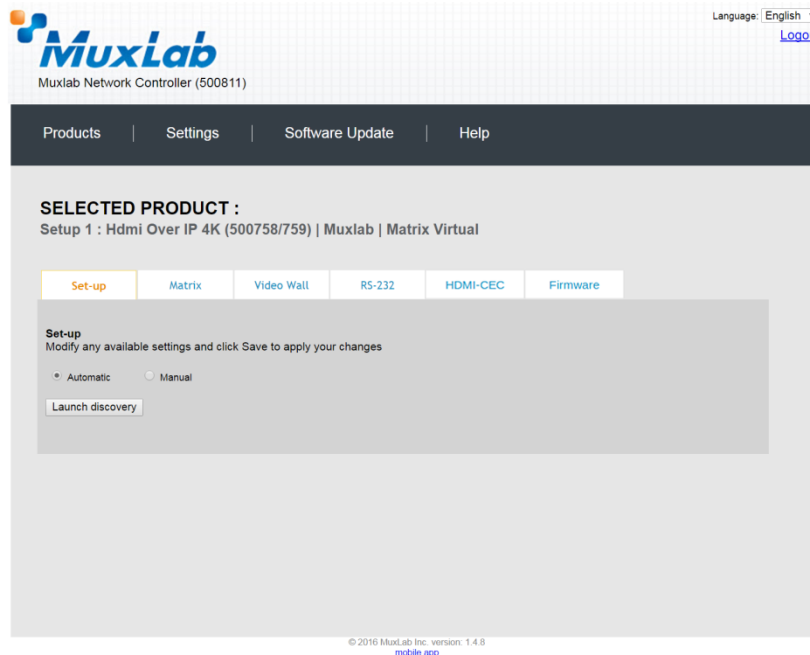 Language: English
Logo
MuxLab
Muxlab Network Controller (500811)
Products | Settings | Software Update | Help
SELECTED PRODUCT :
Setup 1 : Hdmi Over IP 4K (500758/759) | Muxlab | Matrix Virtual
Set-up Matrix Video Wall RS-232 HDMI-CEC Firmware
Set-up
Modify any available settings and click Save to apply your changes
Automatic Manual
Launch discovery
© 2016 MuxLab Inc. version: 1.4.8
mobile app